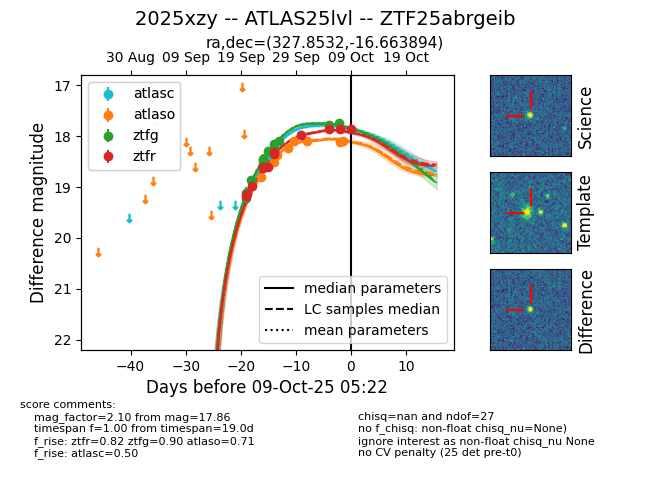 2025xzy -- ATLAS25lvl -- ZTF25abrgeib
ra,dec=(327.8532,-16.663894)
30 Aug 09 Sep 19 Sep 29 Sep 09 Oct 19 Oct
17
18
19
20
21
22
Difference magnitude
atlasc
atlaso
ztfg
ztfr
median parameters
LC samples median
mean parameters
−40 −30 −20 −10 0 10
Days before 09-Oct-25 05:22
Science
Template
Difference
score comments:
mag_factor=2.10 from mag=17.86
timespan f=1.00 from timespan=19.0d
f_rise: ztfr=0.82 ztfg=0.90 atlaso=0.71
f_rise: atlasc=0.50
chisq=nan and ndof=27
no f_chisq: non-float chisq_nu=None)
ignore interest as non-float chisq_nu None
no CV penalty (25 det pre-t0)